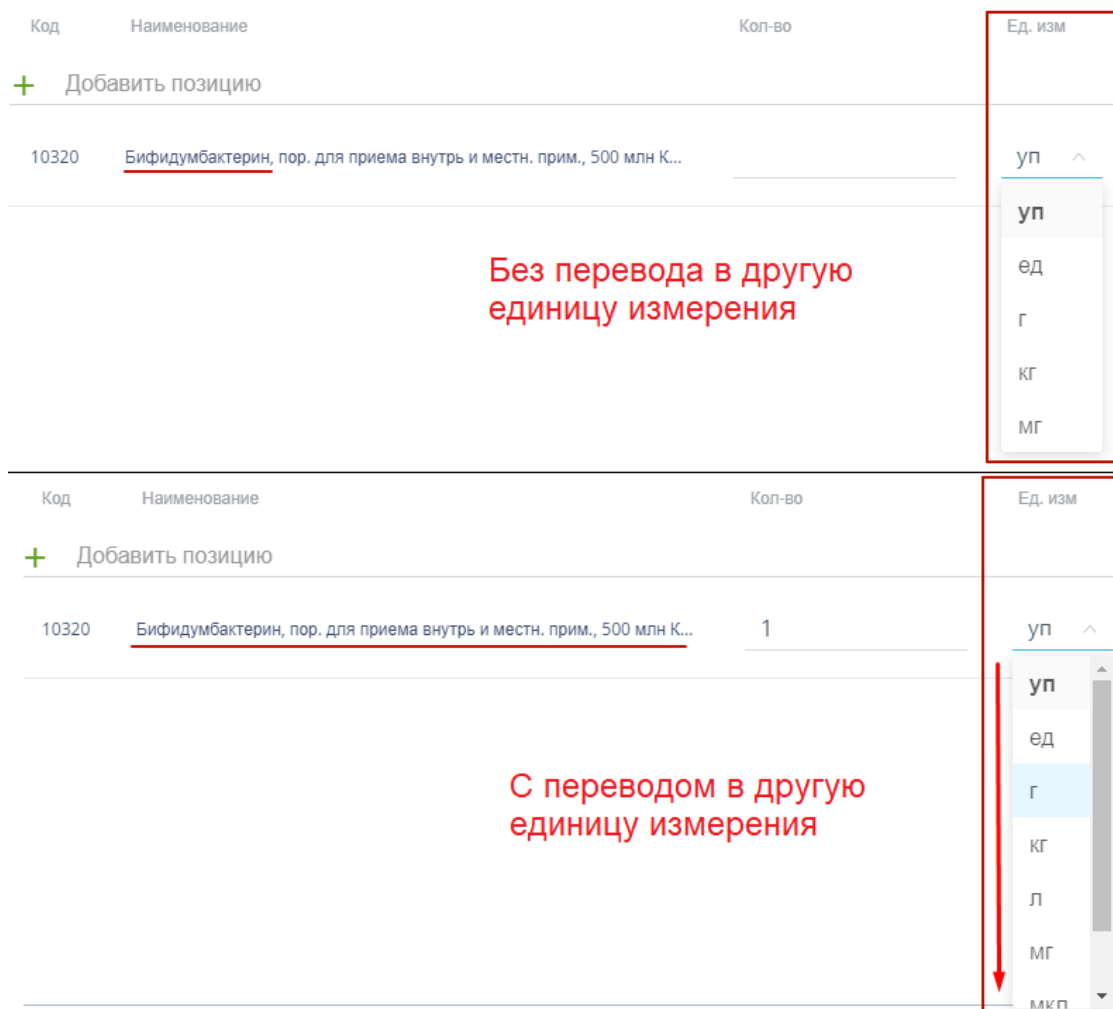 Код Наименование Кол-во Ед. изм
+ Добавить позицию
10320 Бифидумбактерин, пор. для приема внутрь и местн. прим., 500 млн К... уп
уп
ед
г
кг
мг
Без перевода в другую
единицу измерения
Код Наименование Кол-во Ед. изм
+ Добавить позицию
10320 Бифидумбактерин, пор. для приема внутрь и местн. прим., 500 млн К... 1 уп
уп
ед
г
кг
л
мг
мкл
С переводом в другую
единицу измерения